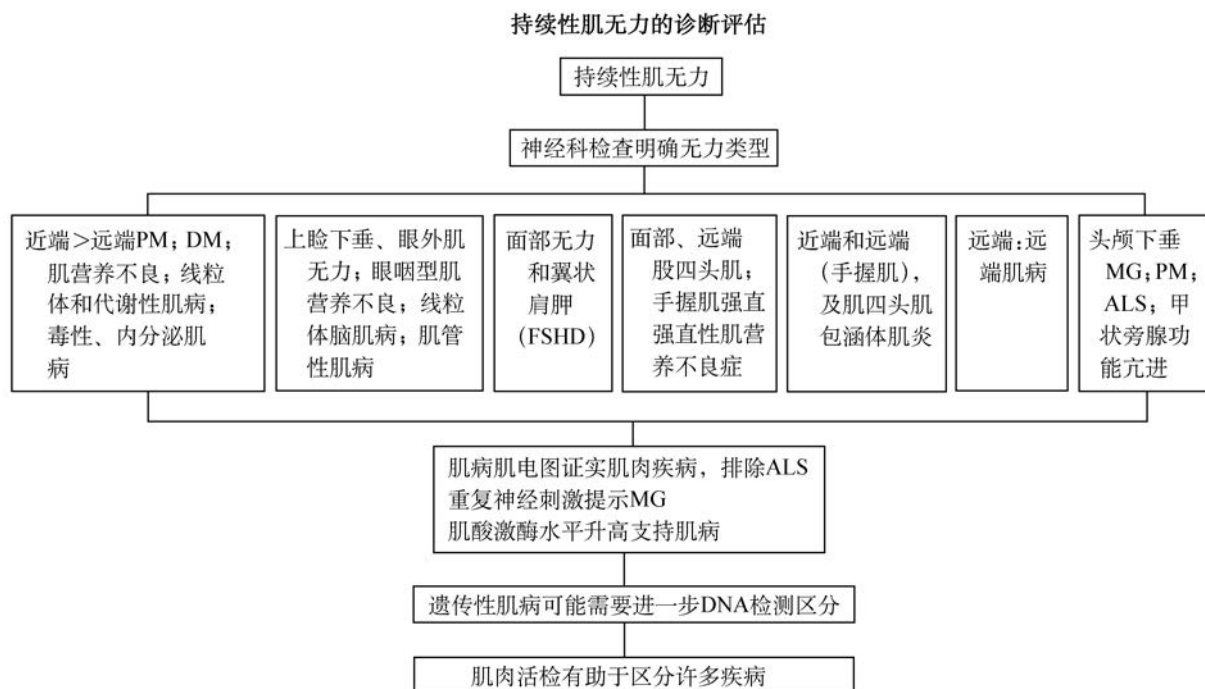 持续性肌无力的诊断评估
持续性肌无力
神经科检查明确无力类型
近端＞远端PM；DM；
肌营养不良；线粒
体和代谢性肌病；
毒性、内分泌肌
病
上睑下垂、眼外肌
无力；眼咽型肌
营养不良；线粒
体脑肌病；肌管
性肌病
面部无力
和翼状
肩胛
(FSHD)
面部、远端
股四头肌；
手握肌强直
强直性肌营
养不良症
近端和远端
(手握肌)，
及肌四头肌
包涵体肌炎
远端：远
端肌病
头颅下垂
MG；PM；
ALS；甲
状旁腺功
能亢进
肌病肌电图证实肌肉疾病，排除ALS
重复神经刺激提示MG
肌酸激酶水平升高支持肌病
遗传性肌病可能需要进一步DNA检测区分
肌肉活检有助于区分许多疾病